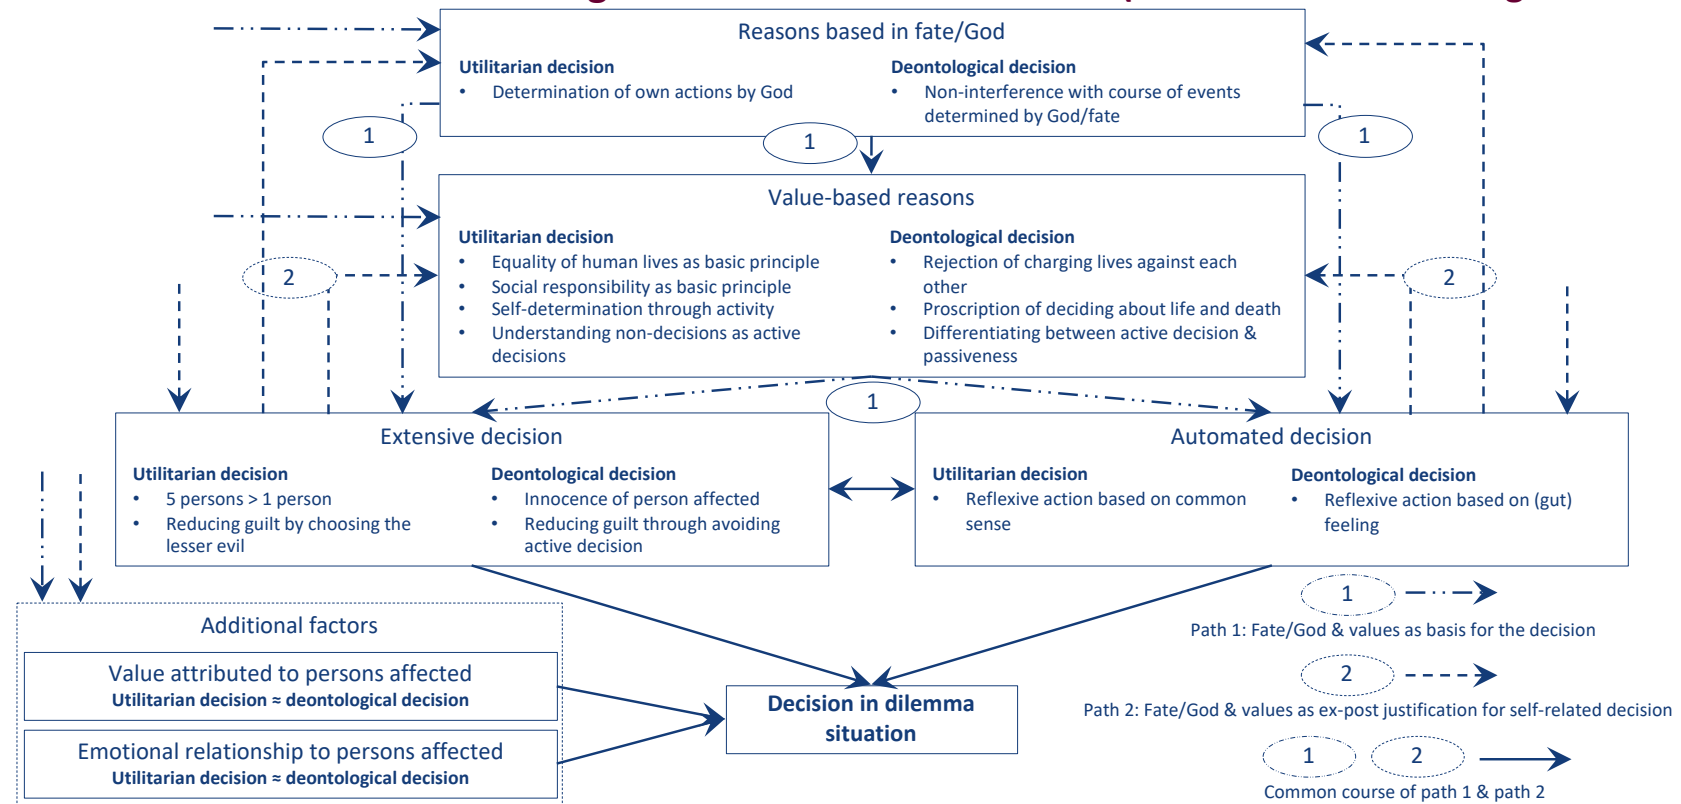 Reasons based in fate/God
Utilitarian decision
• Determination of own actions by God
Deontological decision
• Non-interference with course of events
determined by God/fate
1
1
1
Value-based reasons
Utilitarian decision
• Equality of human lives as basic principle
• Social responsibility as basic principle
• Self-determination through activity
• Understanding non-decisions as active
decisions
Deontological decision
• Rejection of charging lives against each
other
• Proscription of deciding about life and death
• Differentiating between active decision &
passiveness
2
2
1
Extensive decision
Utilitarian decision
• 5 persons > 1 person
• Reducing guilt by choosing the
lesser evil
Deontological decision
• Innocence of person affected
• Reducing guilt through avoiding
active decision
Automated decision
Utilitarian decision
• Reflexive action based on common
sense
Deontological decision
• Reflexive action based on (gut)
feeling
Additional factors
Value attributed to persons affected
Utilitarian decision ≈ deontological decision
Emotional relationship to persons affected
Utilitarian decision ≈ deontological decision
Decision in dilemma
situation
1
Path 1: Fate/God & values as basis for the decision
2
Path 2: Fate/God & values as ex-post justification for self-related decision
1 2
Common course of path 1 & path 2